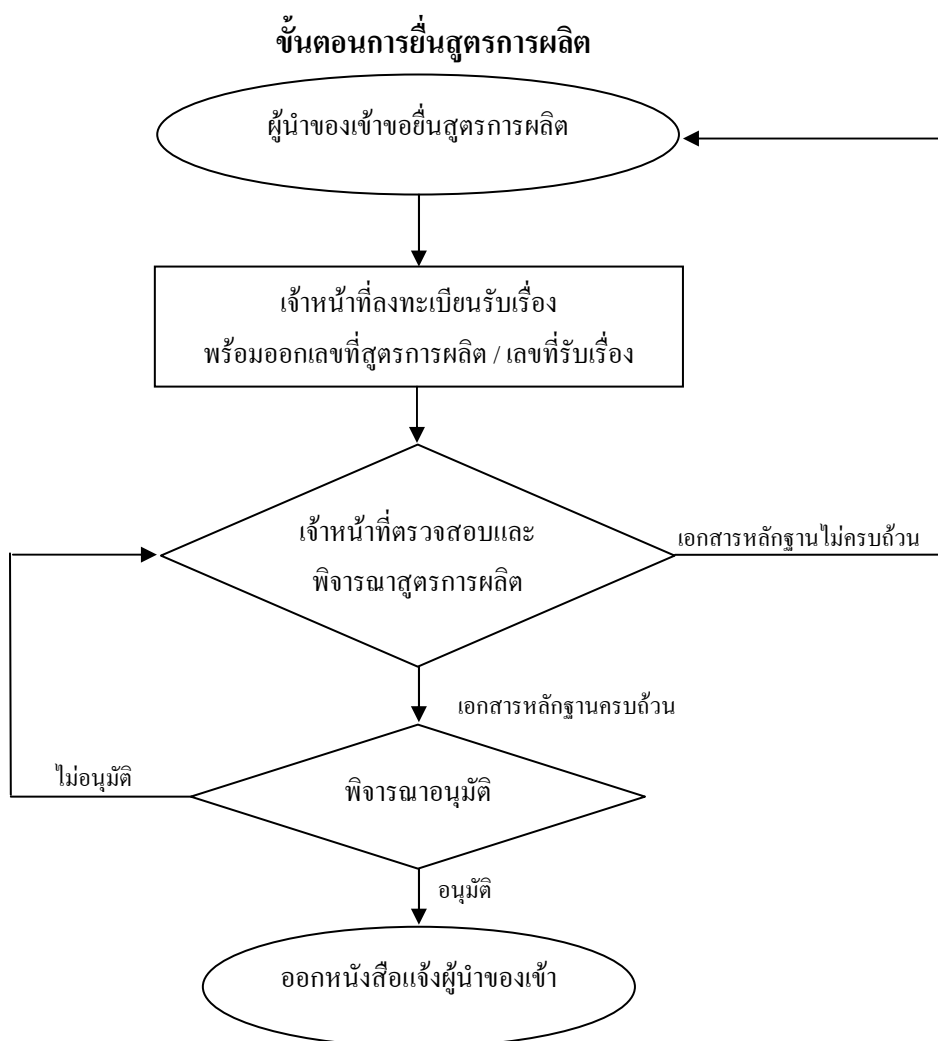 ขั้นตอนการยื่นสูตรการผลิต
ผู้นำของเข้าขอยื่นสูตรการผลิต
เจ้าหน้าที่ลงทะเบียนรับเรื่อง
พร้อมออกเลขที่สูตรการผลิต / เลขที่รับเรื่อง
เจ้าหน้าที่ตรวจสอบและ
พิจารณาสูตรการผลิต
เอกสารหลักฐานไม่ครบถ้วน
เอกสารหลักฐานครบถ้วน
ไม่อนุมัติ
พิจารณาอนุมัติ
อนุมัติ
ออกหนังสือแจ้งผู้นำของเข้า